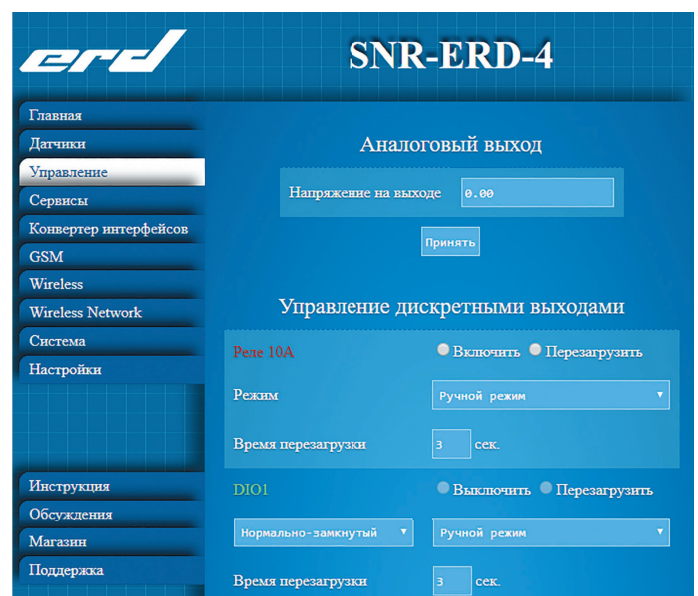 erd
SNR-ERD-4
Главная
Датчики
Управление
Сервисы
Конвертер интерфейсов
GSM
Wireless
Wireless Network
Система
Настройки
Инструкция
Обсуждения
Магазин
Поддержка
Аналоговый выход
Напряжение на выходе 0.00
Принять
Управление дискретными выходами
Реле 10А Включить Перезагрузить
Режим Ручной режим
Время перезагрузки 3 сек.
DIO1 Выключить Перезагрузить
Нормально-замкнутый Ручной режим
Время перезагрузки 3 сек.